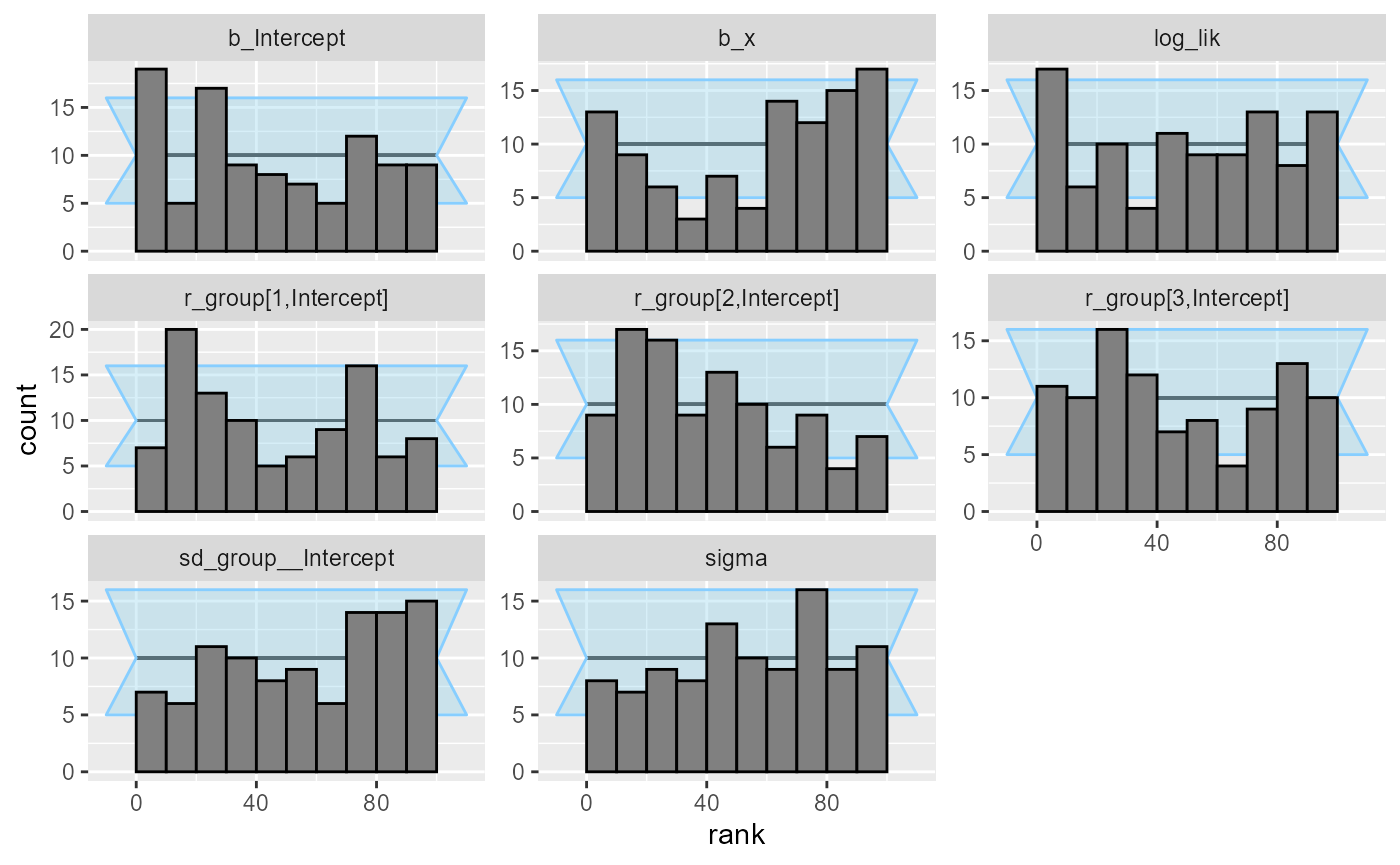 b_Intercept
b_x
log_lik
15
10
5
0
15
10
5
0
15
10
5
0
r_group[1,Intercept]
r_group[2,Intercept]
r_group[3,Intercept]
20
15
10
5
0
15
10
5
0
15
10
5
0
0 40 80
count
sd_group__Intercept
sigma
15
10
5
0
15
10
5
0
0 40 80
0 40 80
rank